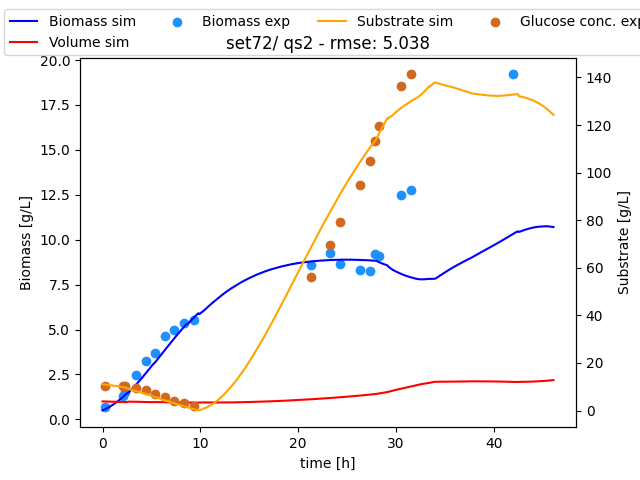 Biomass sim
Biomass exp
Substrate sim
Glucose conc. exp
Volume sim
set72/ qs2 - rmse: 5.038
20.0
17.5
15.0
12.5
10.0
7.5
5.0
2.5
0.0
Biomass [g/L]
140
120
100
80
60
40
20
0
Substrate [g/L]
0
10
20
30
40
time [h]